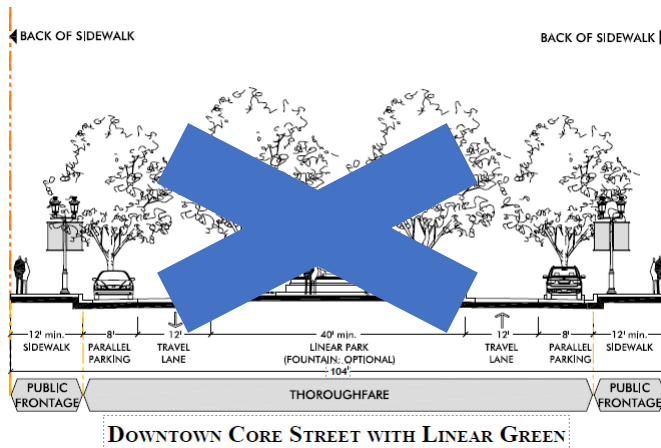 BACK OF SIDEWALK
BACK OF SIDEWALK
12' min.
8'
12'
40' min.
12'
8'
12' min.
SIDEWALK
PARALLEL
PARKING
TRAVEL
LANE
LINEAR PARK
(FOUNTAIN: OPTIONAL)
TRAVEL
LANE
PARALLEL
PARKING
SIDEWALK
104'
PUBLIC
FRONTAGE
THOROUGHFARE
PUBLIC
FRONTAGE
DOWNTOWN CORE STREET WITH LINEAR GREEN